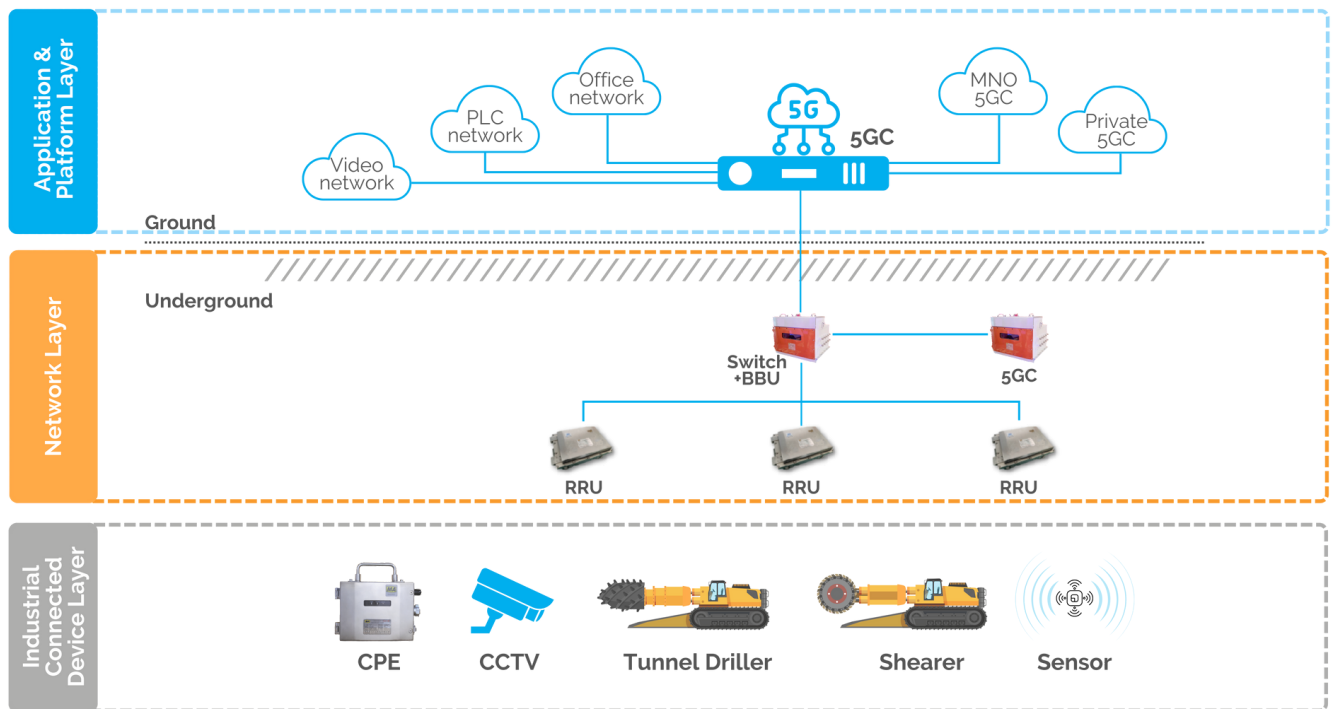 Application &
Platform Layer
Office
network
PLC
network
Video
network
5G
5GC
MNO
5GC
Private
5GC
Ground
Network Layer
Underground
Switch
+BBU
5GC
RRU
RRU
RRU
Industrial
Connected
Device Layer
CPE
CCTV
Tunnel Driller
Shearer
Sensor